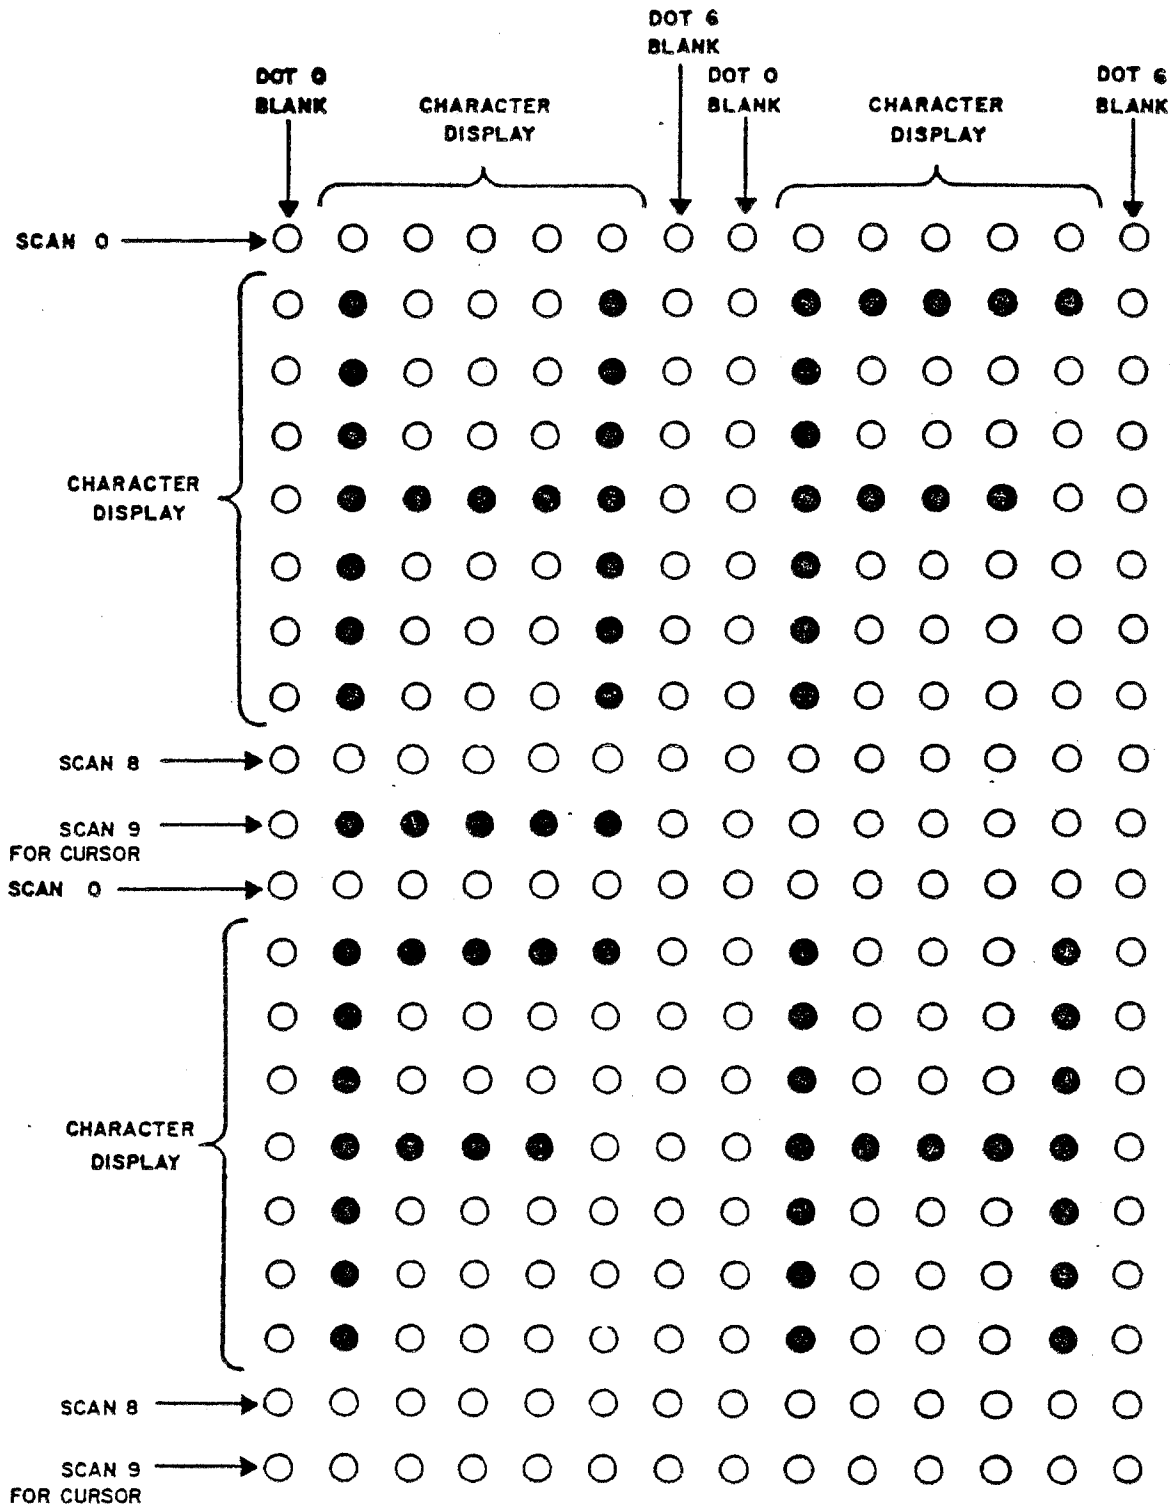 DOT 6
BLANK
DOT 0
BLANK
CHARACTER
DISPLAY
DOT 0
BLANK
CHARACTER
DISPLAY
DOT 6
BLANK
SCAN 0
CHARACTER
DISPLAY
SCAN 8
SCAN 9
FOR CURSOR
SCAN 0
CHARACTER
DISPLAY
SCAN 8
SCAN 9
FOR CURSOR